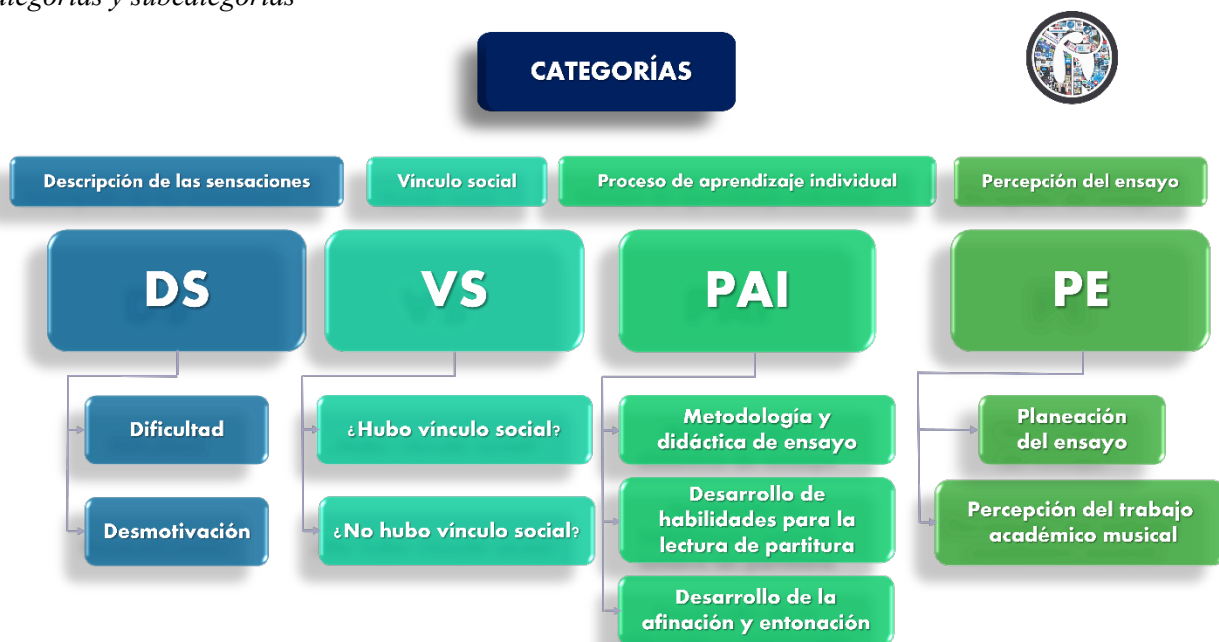 y subcategorías
CATEGORÍAS
Descripción de las sensaciones
Vínculo social
Proceso de aprendizaje individual
Percepción del ensayo
DS
VS
PAI
PE
Dificultad
Desmotivación
¿Hubo vínculo social?
¿No hubo vínculo social?
Metodología y
didáctica de ensayo
Desarrollo de
habilidades para la
lectura de partitura
Desarrollo de la
afinación y entonación
Planeación
del ensayo
Percepción del trabajo
académico musical